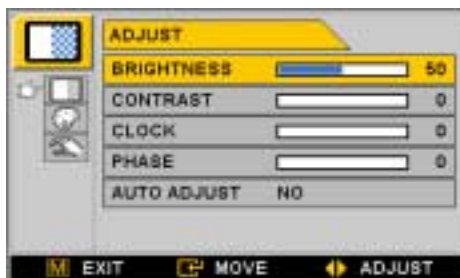 ADJUST
BRIGHTNESS 50
CONTRAST 0
CLOCK 0
PHASE 0
AUTO ADJUST NO
M EXIT MOVE ADJUST